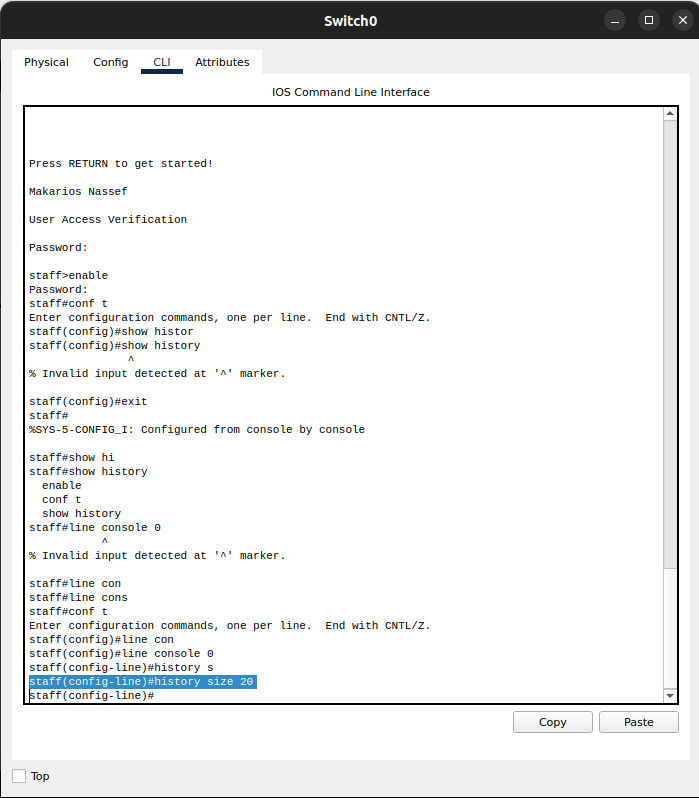 Switch0
Physical Config CLI Attributes
IOS Command Line Interface
Press RETURN to get started!
Makarios Nassef
User Access Verification
Password:
staff>enable
Password:
staff#conf t
Enter configuration commands, one per line.  End with CNTL/Z.
staff(config)#show histor
staff(config)#show history
^
% Invalid input detected at '^' marker.
staff(config)#exit
staff#
%SYS-5-CONFIG_I: Configured from console by console
staff#show hi
staff#show history
enable
conf t
show history
staff#line console 0
^
% Invalid input detected at '^' marker.
staff#line con
staff#line cons
staff#conf t
Enter configuration commands, one per line.  End with CNTL/Z.
staff(config)#line con
staff(config)#line console 0
staff(config-line)#history s
staff(config-line)#history size 20
staff(config-line)#
Copy Paste
Top